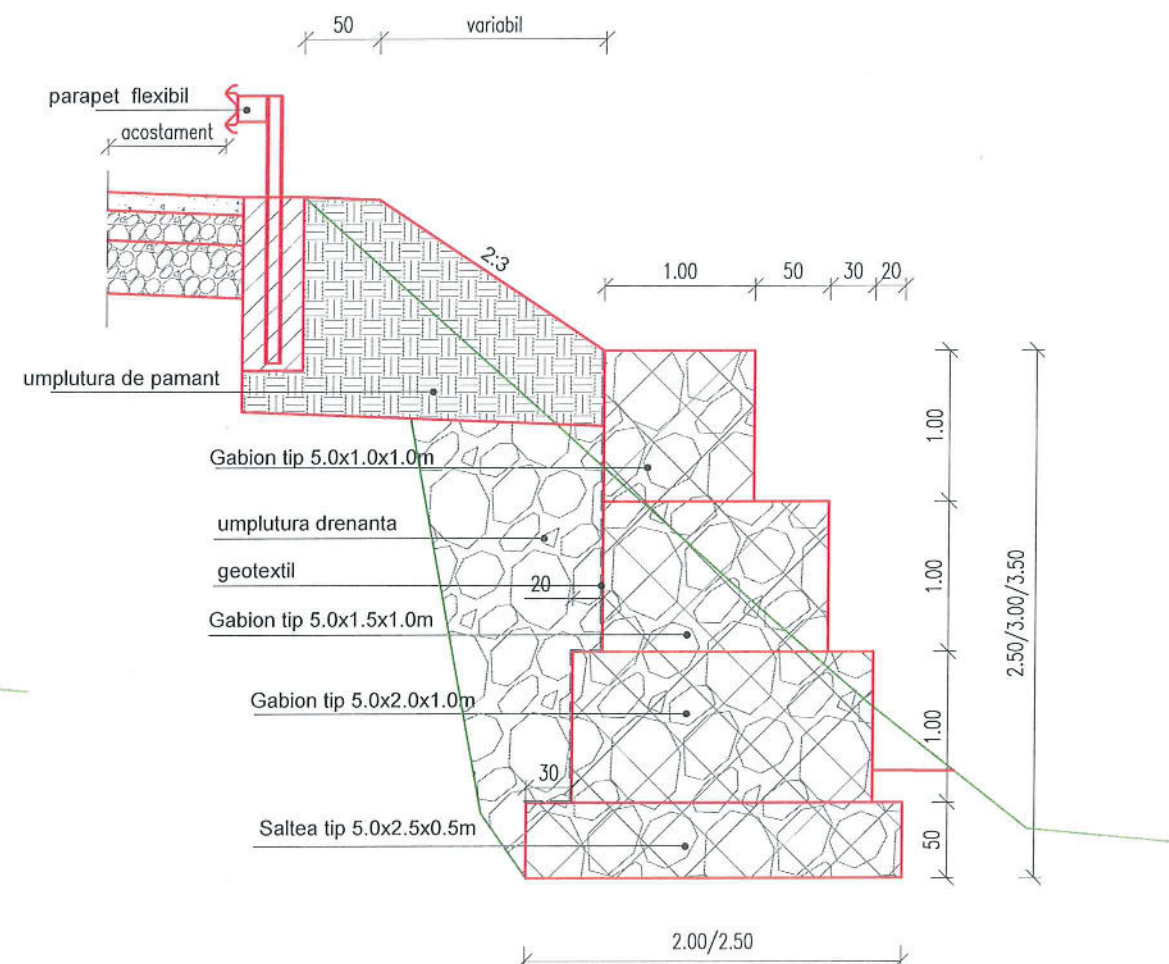 50
variabil
parapet flexibil
acostament
2:3
1.00
50
30
20
umplutura de pamant
1.00
Gabion tip 5.0x1.0x1.0m
umplutura drenanta
geotextil
20
1.00
2.50/3.00/3.50
Gabion tip 5.0x1.5x1.0m
Gabion tip 5.0x2.0x1.0m
1.00
30
Saltea tip 5.0x2.5x0.5m
50
2.00/2.50